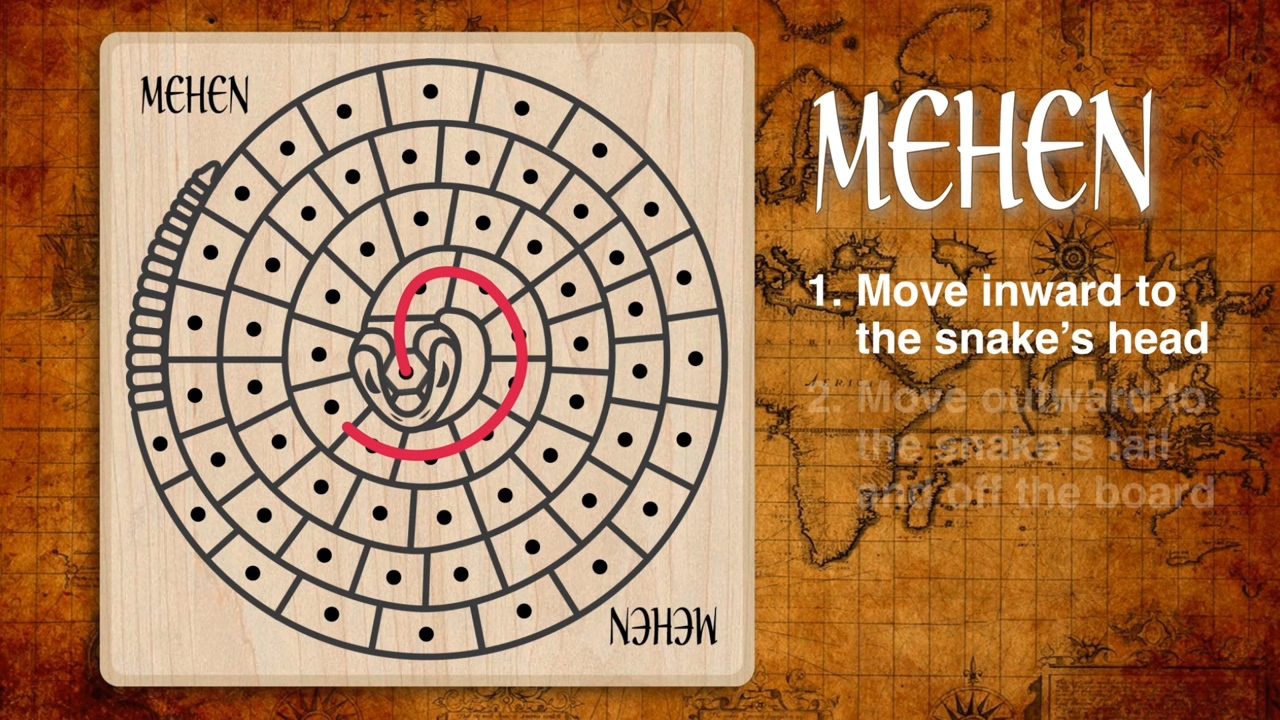 MEHEN
MEHEN
1. Move inward to
the snake's head
2. Move outward to
the snake's tail
and off the board
MEHEN